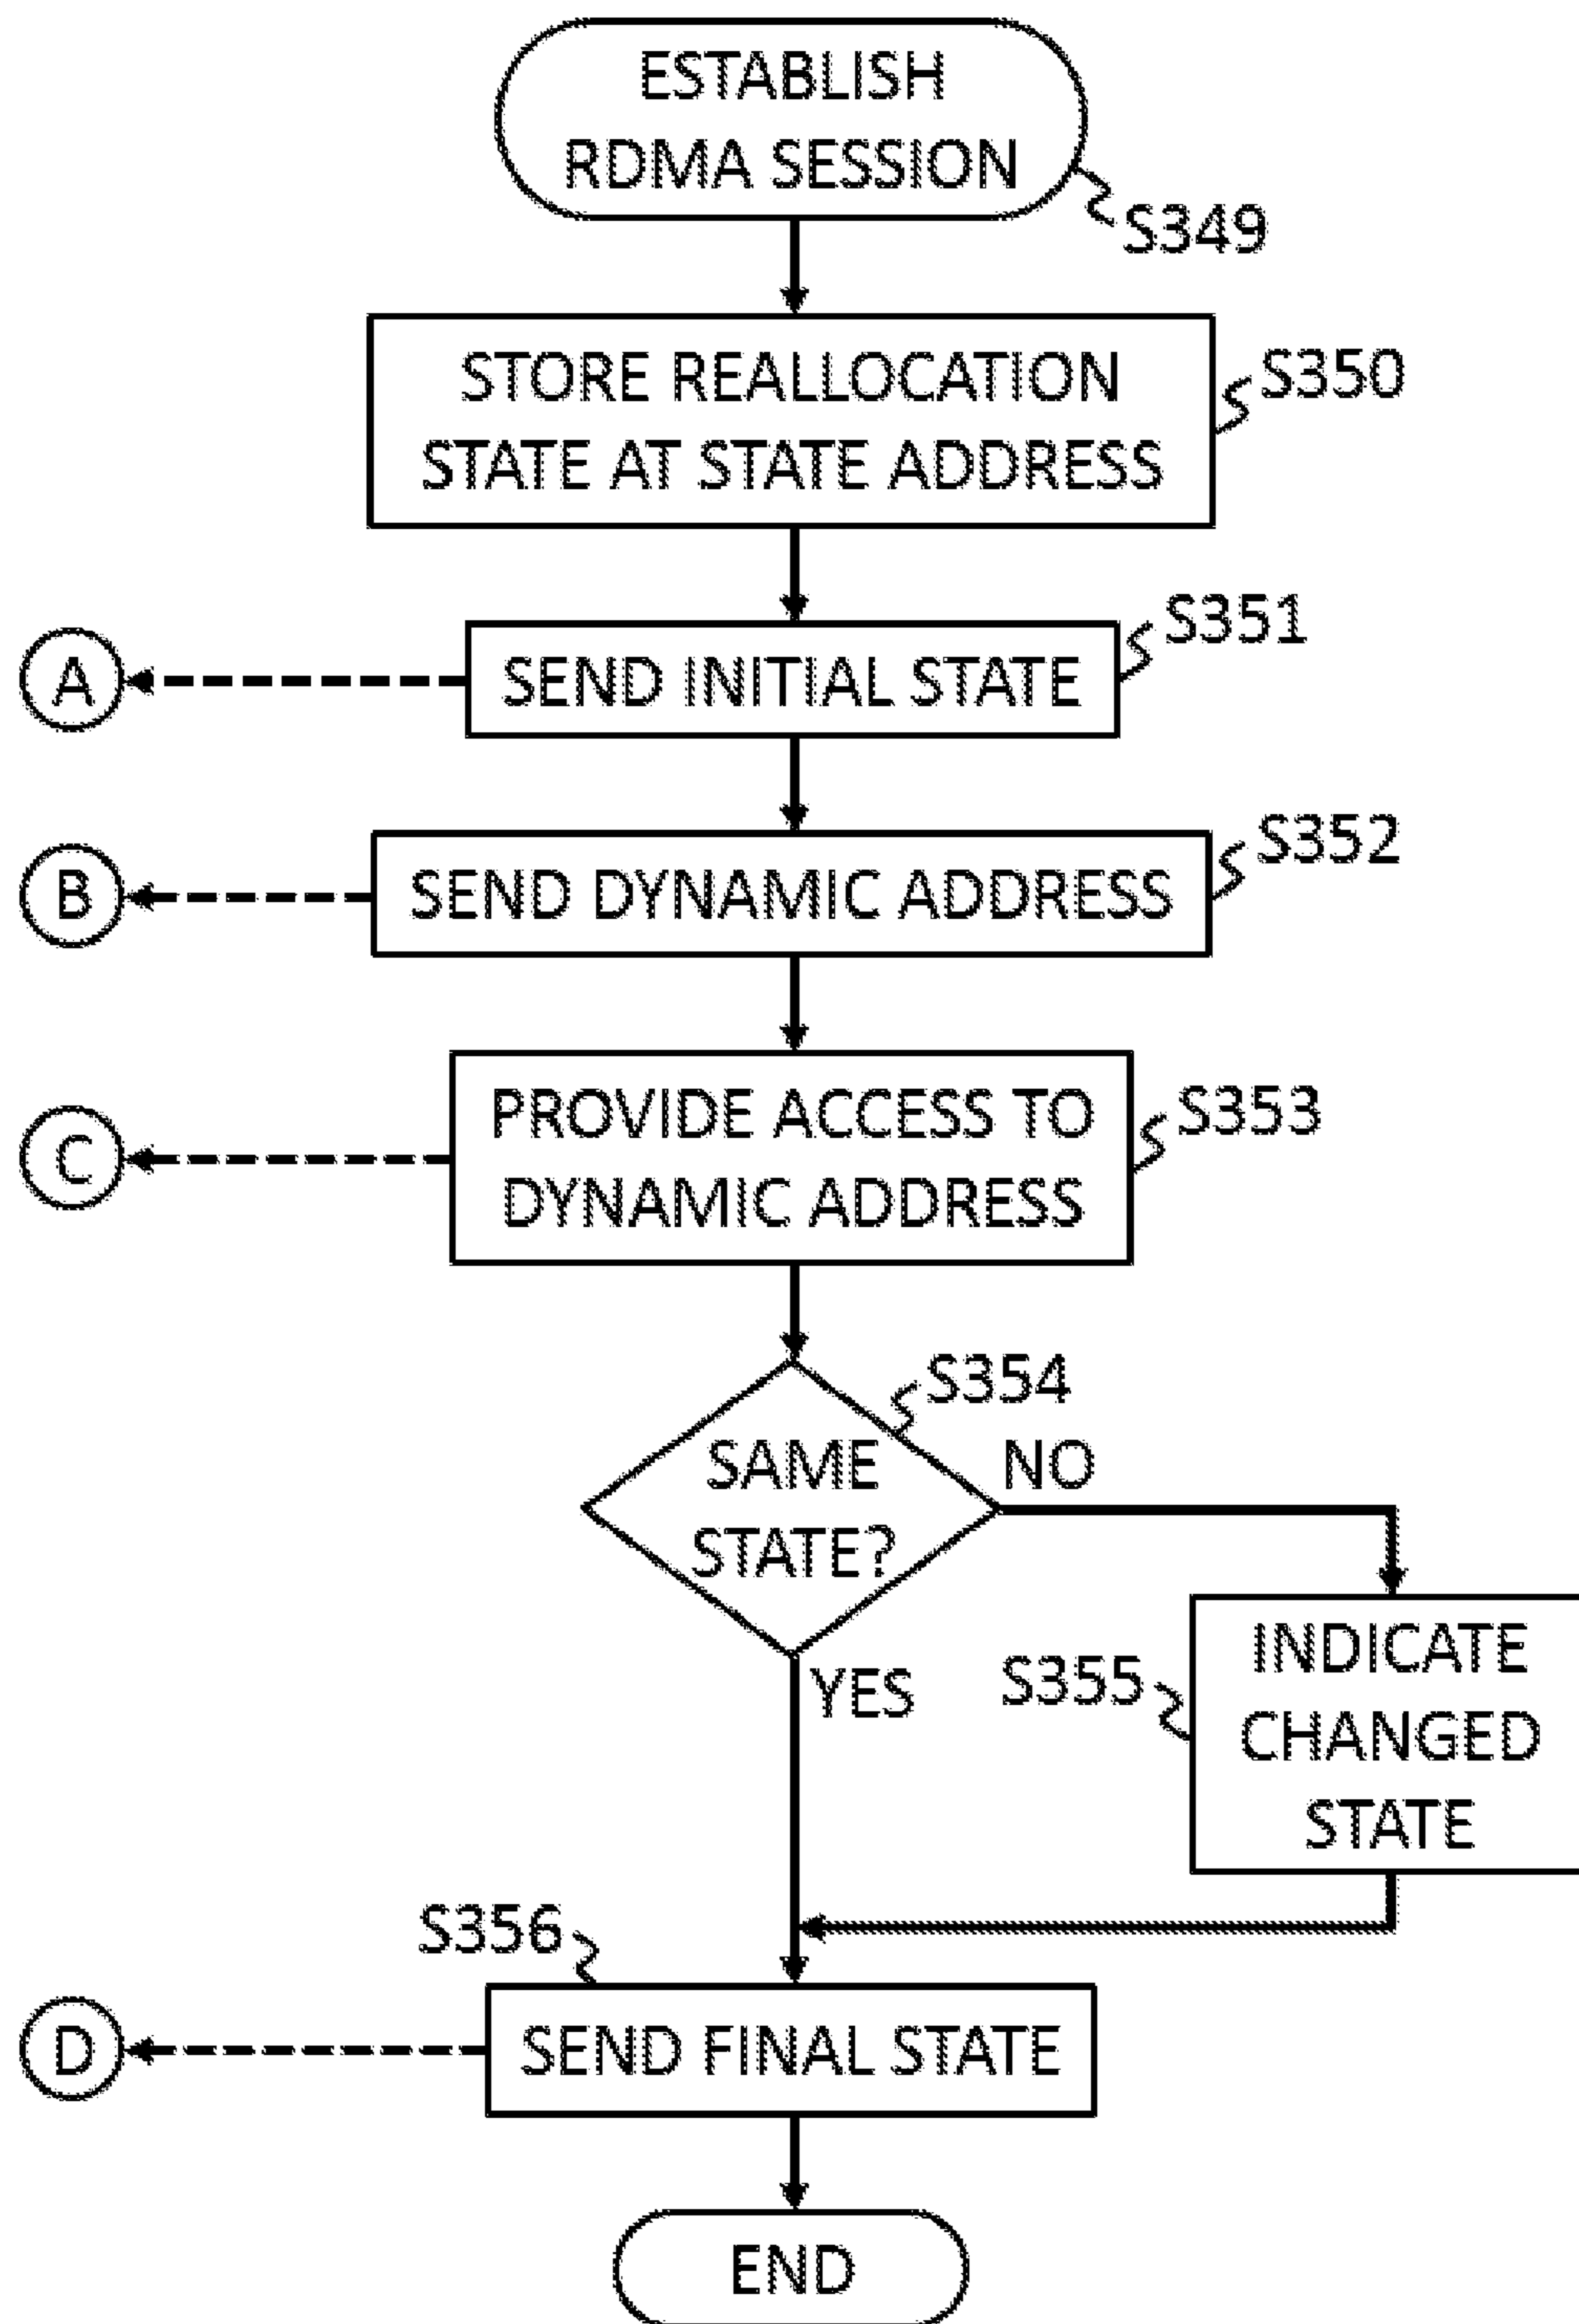 ESTABLISH
RDMA SESSION
S349
STORE REALLOCATION
STATE AT STATE ADDRESS
S350
S351
A
SEND INITIAL STATE
S352
B
SEND DYNAMIC ADDRESS
PROVIDE ACCESS TO
S353
C
DYNAMIC ADDRESS
S354
SAME
STATE?
NO
YES
S355
INDICATE
CHANGED
STATE
S356
D
SEND FINAL STATE
END